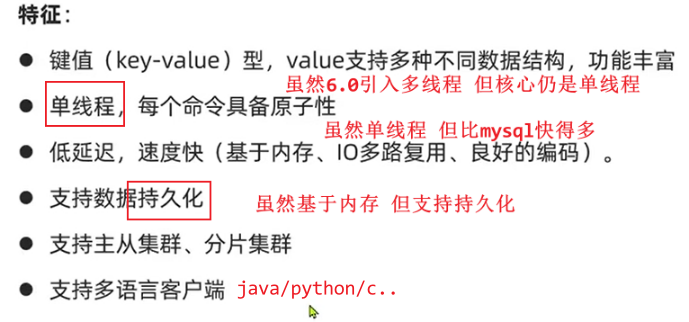 特征：
● 键值（key-value）型，value支持多种不同数据结构，功能丰富
虽然6.0引入多线程 但核心仍是单线程
● 单线程，每个命令具备原子性
虽然单线程 但比mysql快得多
● 低延迟，速度快（基于内存、IO多路复用、良好的编码）。
● 支持数据持久化
虽然基于内存 但支持持久化
● 支持主从集群、分片集群
● 支持多语言客户端 java/python/c..